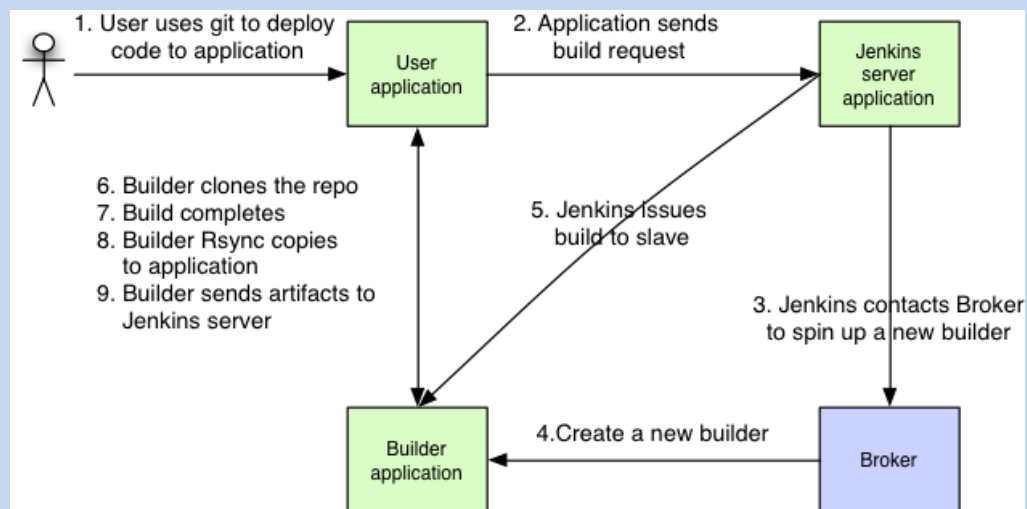 1. User uses git to deploy
code to application
User
application
2. Application sends
build request
Jenkins
server
application
6. Builder clones the repo
7. Build completes
8. Builder Rsync copies
to application
9. Builder sends artifacts to
Jenkins server
5. Jenkins issues
build to slave
3. Jenkins contacts Broker
to spin up a new builder
Builder
application
4.Create a new builder
Broker